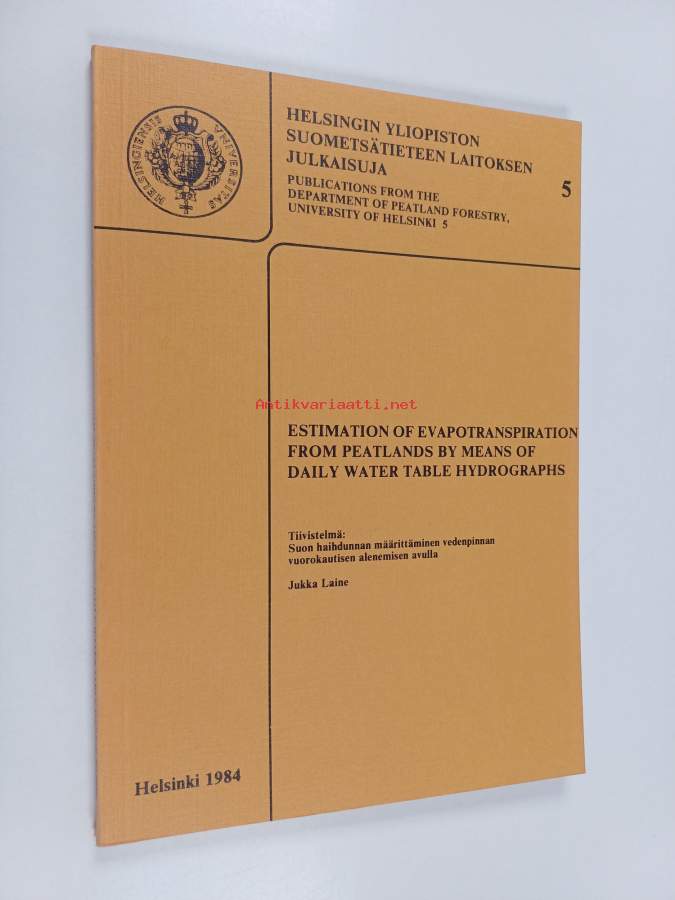 UNIVERSITAS HELSINGIENSIS
HELSINGIN YLIOPISTON
SUOMETSÄTIETEEN LAITOKSEN
JULKAISUJA
5
PUBLICATIONS FROM THE
DEPARTMENT OF PEATLAND FORESTRY,
UNIVERSITY OF HELSINKI 5
Antikvariaatti.net
ESTIMATION OF EVAPOTRANSPIRATION
FROM PEATLANDS BY MEANS OF
DAILY WATER TABLE HYDROGRAPHS
Tiivistelmä:
Suon haihdunnan määrittäminen vedenpinnan
vuorokautisen alenemisen avulla
Jukka Laine
Helsinki 1984